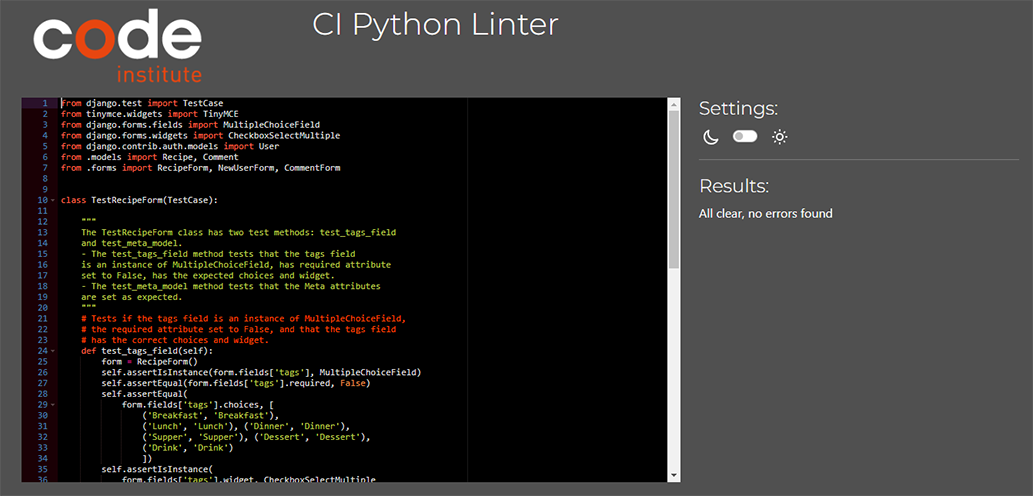 code
institute
CI Python Linter
1 from django.test import TestCase
2 from tinymce.widgets import TinyMCE
3 from django.forms.fields import MultipleChoiceField
4 from django.forms.widgets import CheckboxSelectMultiple
5 from django.contrib.auth.models import User
6 from .models import Recipe, Comment
7 from .forms import RecipeForm, NewUserForm, CommentForm
8
9
10 class TestRecipeForm(TestCase):
11
12 """
13 The TestRecipeForm class has two test methods: test_tags_field
14 and test_meta_model.
15 - The test_tags_field method tests that the tags field
16 is an instance of MultipleChoiceField, has required attribute
17 set to False, has the expected choices and widget.
18 - The test_meta_model method tests that the Meta attributes
19 are set as expected.
20 """
21 # Tests if the tags field is an instance of MultipleChoiceField,
22 # the required attribute set to False, and that the tags field
23 # has the correct choices and widget.
24 def test_tags_field(self):
25 form = RecipeForm()
26 self.assertIsInstance(form.fields['tags'], MultipleChoiceField)
27 self.assertEqual(form.fields['tags'].required, False)
28 self.assertEqual(
29 form.fields['tags'].choices, [
30 ('Breakfast', 'Breakfast'),
31 ('Lunch', 'Lunch'), ('Dinner', 'Dinner'),
32 ('Supper', 'Supper'), ('Dessert', 'Dessert'),
33 ('Drink', 'Drink')
34 ])
35 self.assertIsInstance(
36 form.fields['tags'].widget, CheckboxSelectMultiple
Settings:
Results:
All clear, no errors found